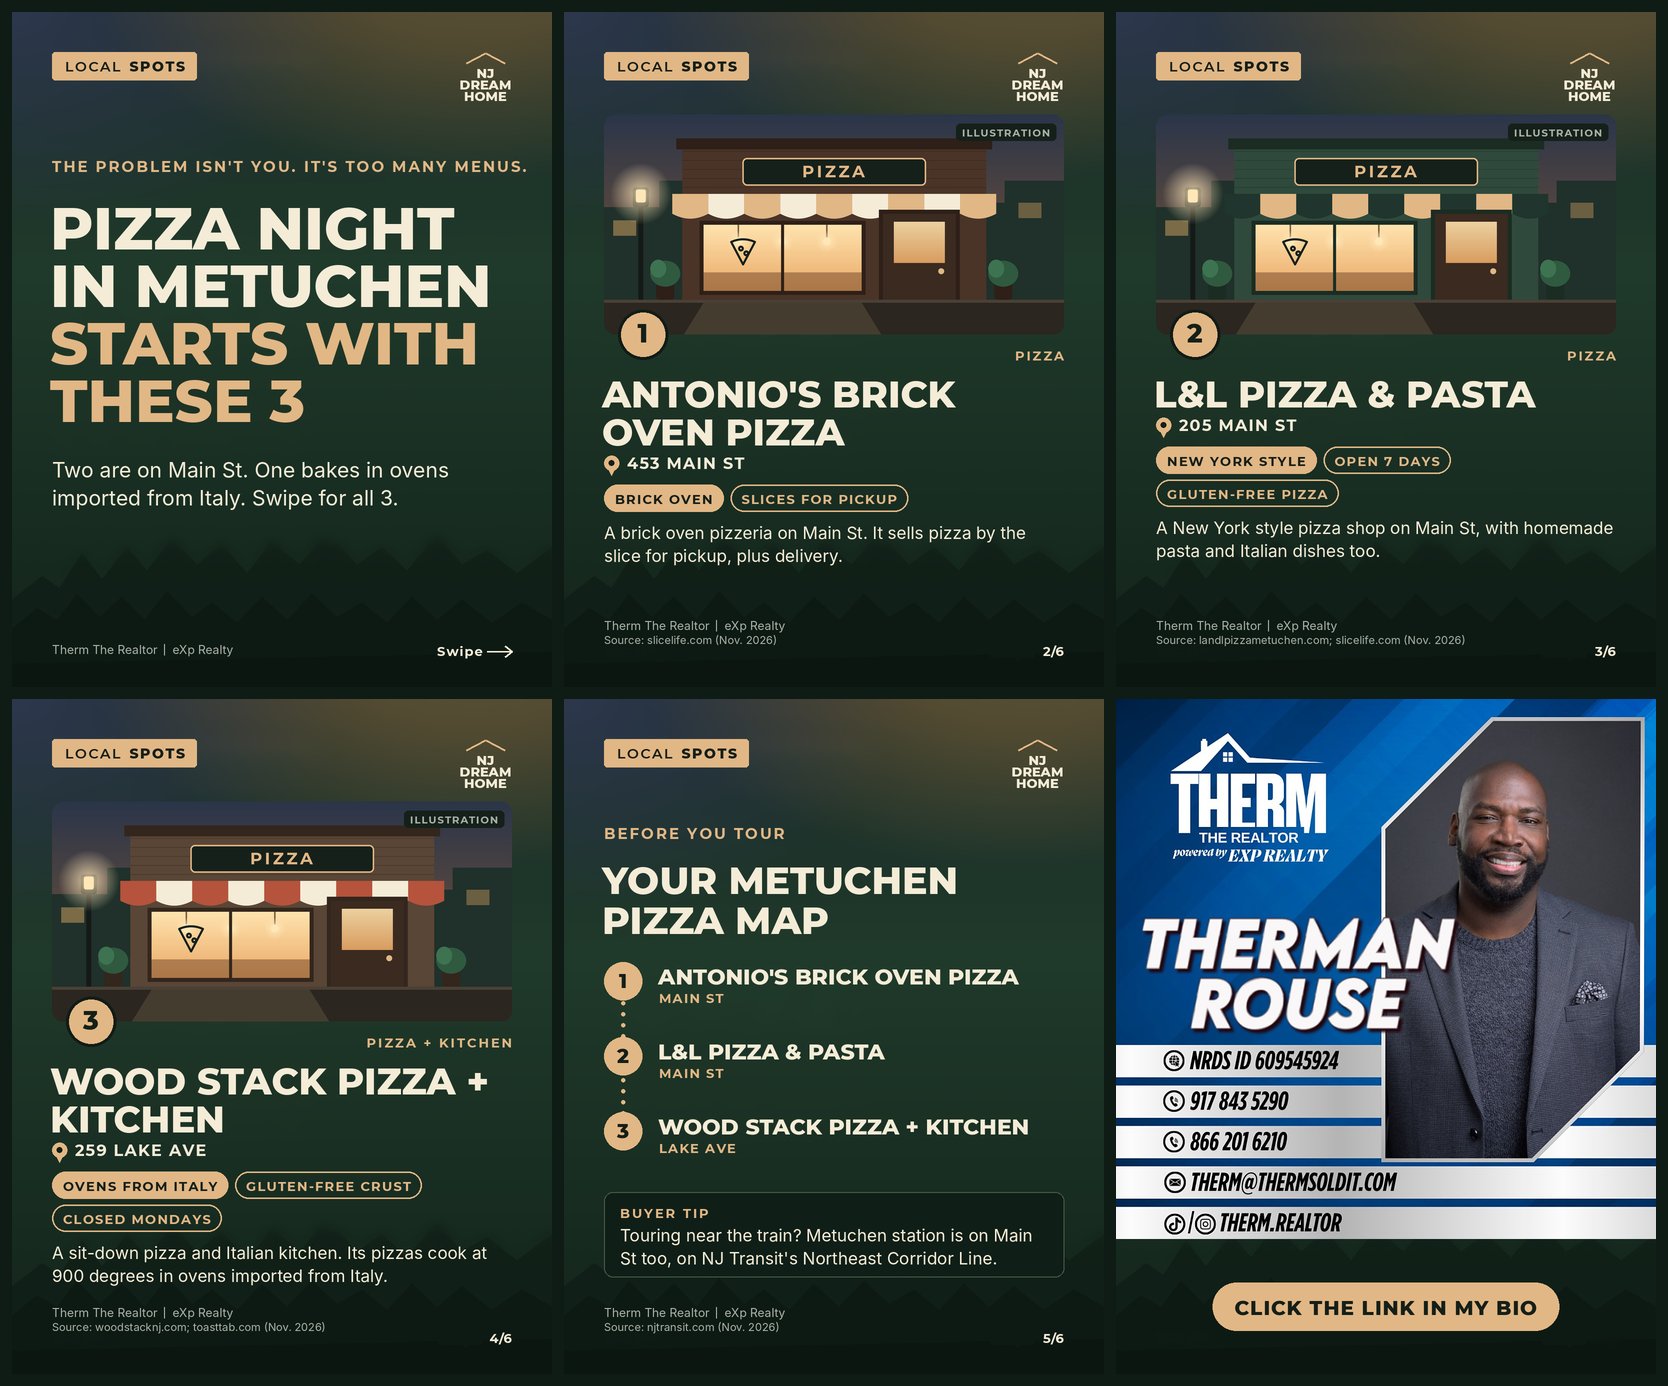 LOCAL SPOTS
NJ
DREAM
HOME
THE PROBLEM ISN'T YOU. IT'S TOO MANY MENUS.
PIZZA NIGHT
IN METUCHEN
STARTS WITH
THESE 3
Two are on Main St. One bakes in ovens
imported from Italy. Swipe for all 3.
Therm The Realtor | eXp Realty
Swipe
LOCAL SPOTS
NJ
DREAM
HOME
ILLUSTRATION
PIZZA
1
PIZZA
ANTONIO'S BRICK
OVEN PIZZA
453 MAIN ST
BRICK OVEN
SLICES FOR PICKUP
A brick oven pizzeria on Main St. It sells pizza by the
slice for pickup, plus delivery.
Therm The Realtor | eXp Realty
Source: slicelife.com (Nov. 2026)
2/6
LOCAL SPOTS
NJ
DREAM
HOME
ILLUSTRATION
PIZZA
2
PIZZA
L&L PIZZA & PASTA
205 MAIN ST
NEW YORK STYLE
OPEN 7 DAYS
GLUTEN-FREE PIZZA
A New York style pizza shop on Main St, with homemade
pasta and Italian dishes too.
Therm The Realtor | eXp Realty
Source: landlpizzametuchen.com; slicelife.com (Nov. 2026)
3/6
LOCAL SPOTS
NJ
DREAM
HOME
ILLUSTRATION
PIZZA
3
PIZZA + KITCHEN
WOOD STACK PIZZA +
KITCHEN
259 LAKE AVE
OVENS FROM ITALY
GLUTEN-FREE CRUST
CLOSED MONDAYS
A sit-down pizza and Italian kitchen. Its pizzas cook at
900 degrees in ovens imported from Italy.
Therm The Realtor | eXp Realty
Source: woodstacknj.com; toasttab.com (Nov. 2026)
4/6
LOCAL SPOTS
NJ
DREAM
HOME
BEFORE YOU TOUR
YOUR METUCHEN
PIZZA MAP
1
ANTONIO'S BRICK OVEN PIZZA
MAIN ST
2
L&L PIZZA & PASTA
MAIN ST
3
WOOD STACK PIZZA + KITCHEN
LAKE AVE
BUYER TIP
Touring near the train? Metuchen station is on Main
St too, on NJ Transit's Northeast Corridor Line.
Therm The Realtor | eXp Realty
Source: njtransit.com (Nov. 2026)
5/6
THERM
THE REALTOR
powered by EXP REALTY
THERMAN
ROUSE
NRDS ID 609545924
917 843 5290
866 201 6210
THERM@THERMSOLDIT.COM
/ THERM.REALTOR
CLICK THE LINK IN MY BIO